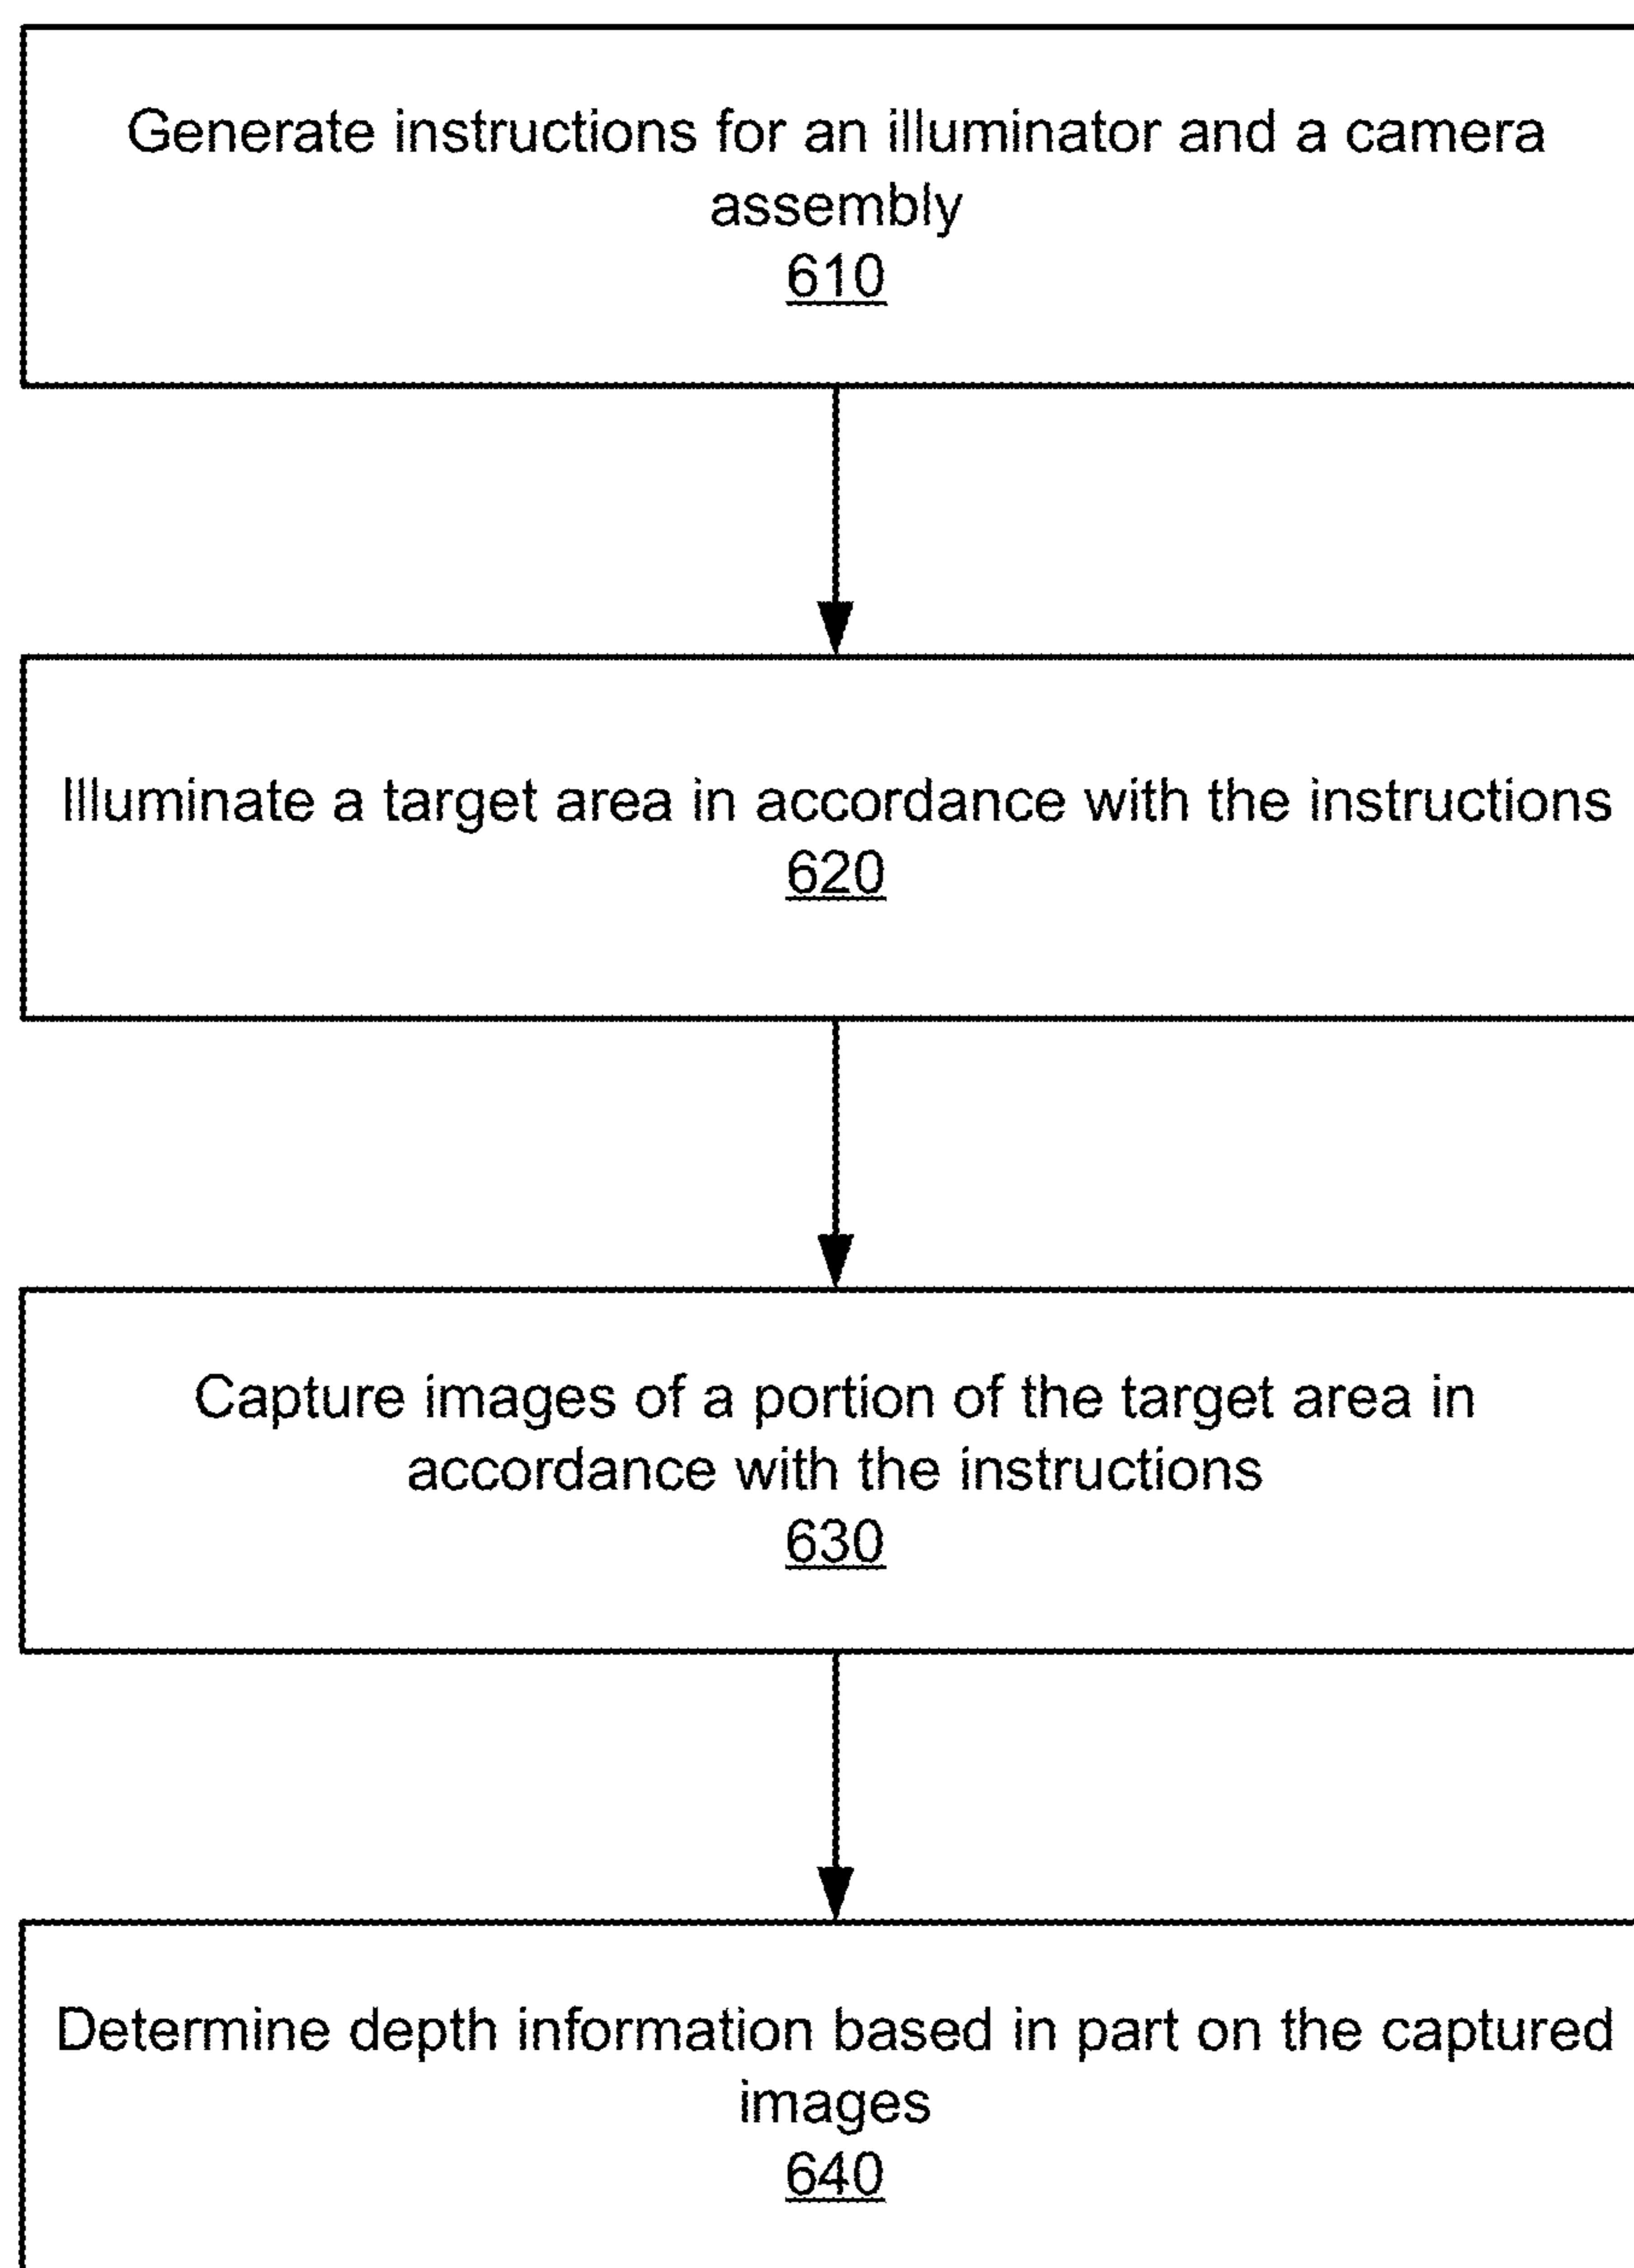 Generate instructions for an illuminator and a camera
assembly
610
Illuminate a target area in accordance with the instructions
620
Capture images of a portion of the target area in
accordance with the instructions
630
Determine depth information based in part on the captured
images
640